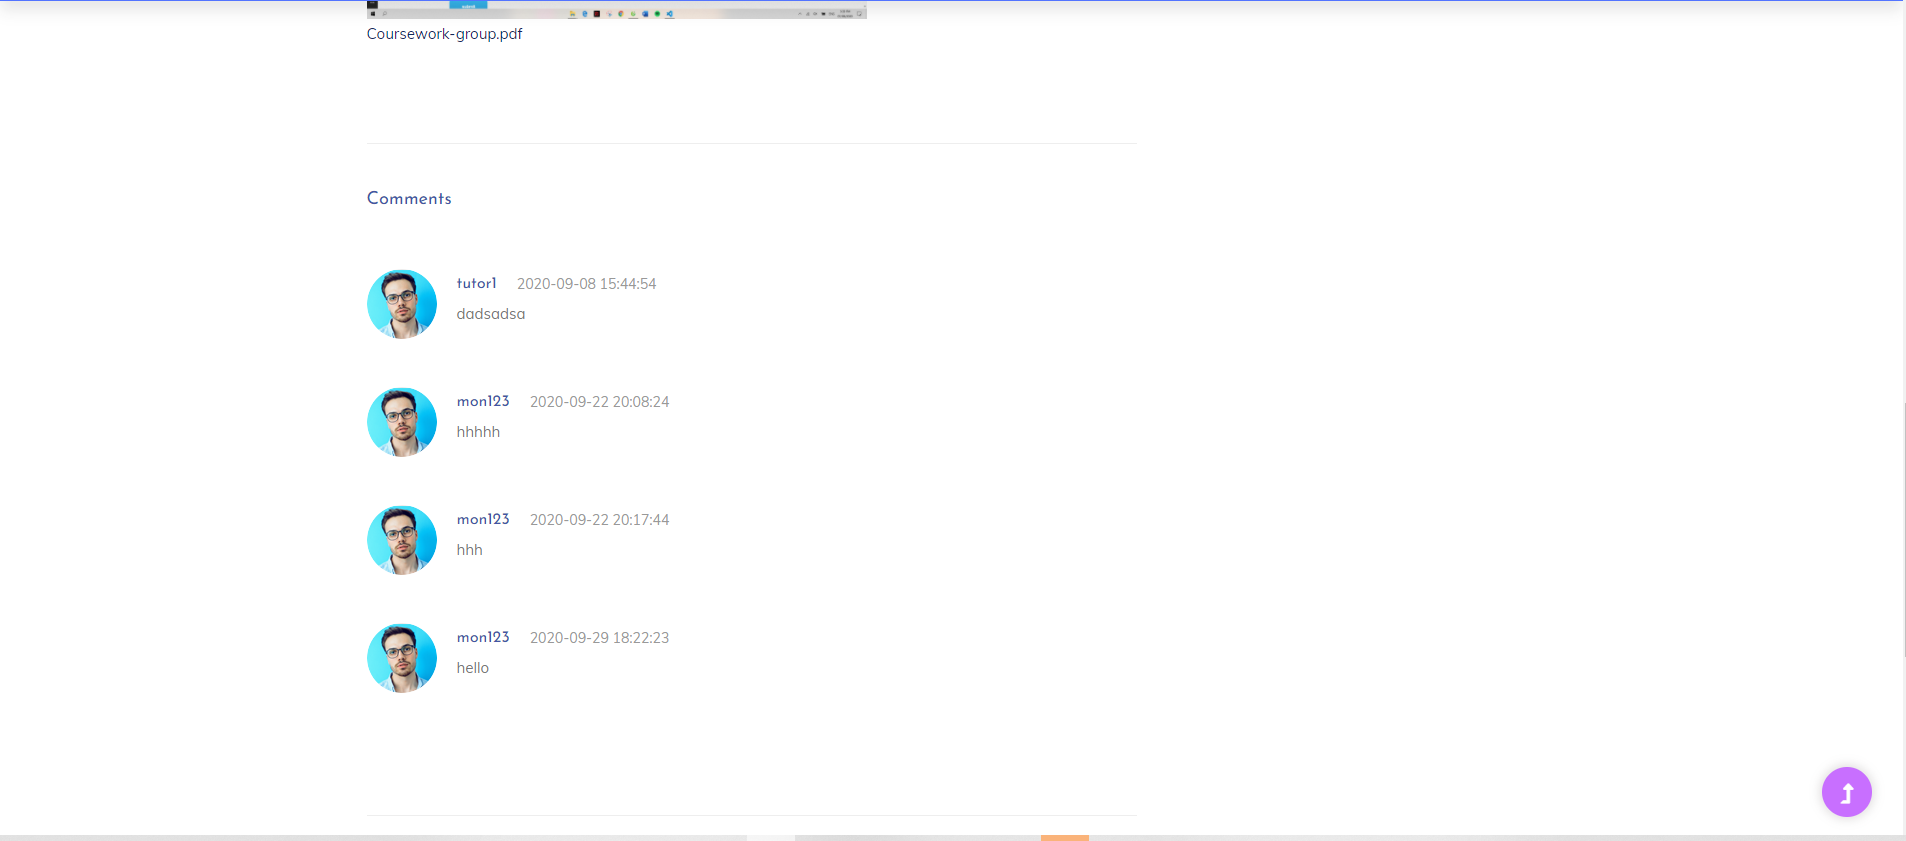 Coursework-group.pdf
Comments
tutor1 2020-09-08 15:44:54
dadsadsa
mon123 2020-09-22 20:08:24
hhhhh
mon123 2020-09-22 20:17:44
hhh
mon123 2020-09-29 18:22:23
hello